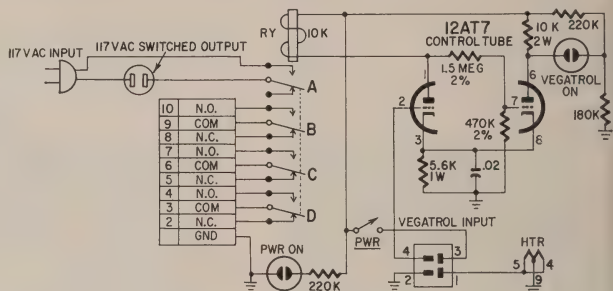 117 VAC INPUT
117 VAC SWITCHED OUTPUT
RY
10K
12AT7
CONTROL TUBE
10 K
2W
220K
VEGATROL
ON
180K
1.5 MEG
2%
470K
2%
1
2
3
6
7
8
5.6K
1W
.02
A
B
C
D
10 N.O.
9 COM
8 N.C.
7 N.O.
6 COM
5 N.C.
4 N.O.
3 COM
2 N.C.
GND
PWR ON
220K
PWR
VEGATROL INPUT
4 3
2 1
HTR
5 4
9